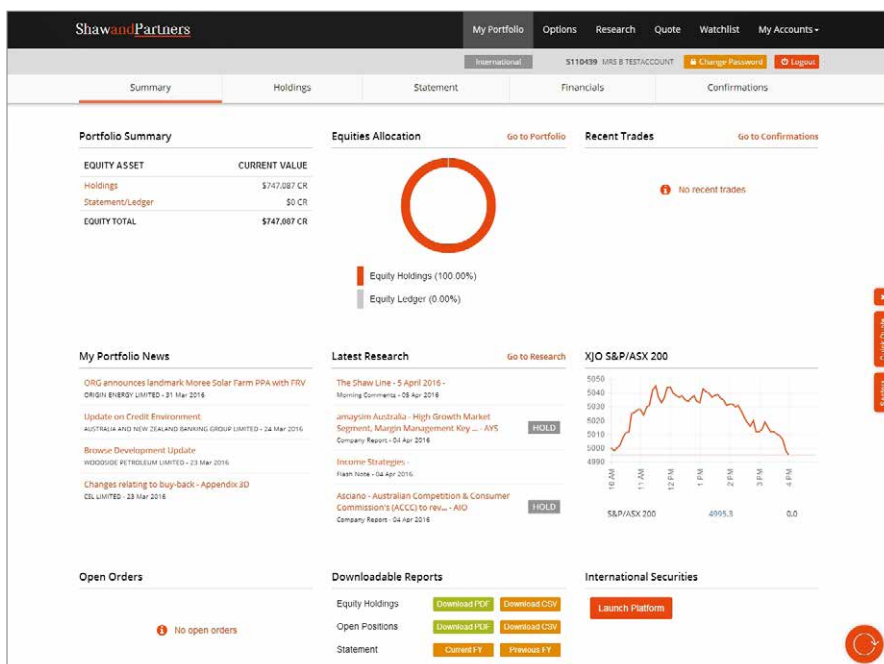 ShawandPartners
My Portfolio
Options
Research
Quote
Watchlist
My Accounts
International
S110439 MRS B TESTACCOUNT
Change Password
Logout
Summary
Holdings
Statement
Financials
Confirmations
Portfolio Summary
EQUITY ASSET CURRENT VALUE
Holdings $747,087 CR
Statement/Ledger $0 CR
EQUITY TOTAL $747,087 CR
Equities Allocation Go to Portfolio
Equity Holdings (100.00%)
Equity Ledger (0.00%)
Recent Trades Go to Confirmations
No recent trades
My Portfolio News
ORG announces landmark Moree Solar Farm PPA with FRV
ORIGIN ENERGY LIMITED - 31 Mar 2016
Update on Credit Environment
AUSTRALIA AND NEW ZEALAND BANKING GROUP LIMITED - 24 Mar 2016
Browse Development Update
WOODSIDE PETROLEUM LIMITED - 23 Mar 2016
Changes relating to buy-back - Appendix 3D
CSL LIMITED - 23 Mar 2016
Latest Research Go to Research
The Shaw Line - 5 April 2016 -
Morning Comments - 05 Apr 2016
amaysim Australia - High Growth Market
Segment, Margin Management Key ... - AYS
HOLD
Company Report - 04 Apr 2016
Income Strategies -
Flash Note - 04 Apr 2016
Asciano - Australian Competition & Consumer
Commission's (ACCC) to rev... - AIO
HOLD
Company Report - 04 Apr 2016
XJO S&P/ASX 200
5050
5040
5030
5020
5010
5000
4990
10 AM
11 AM
12 PM
1 PM
2 PM
3 PM
4 PM
S&P/ASX 200 4995.3 0.0
Open Orders
No open orders
Downloadable Reports
Equity Holdings Download PDF Download CSV
Open Positions Download PDF Download CSV
Statement Current FY Previous FY
International Securities
Launch Platform